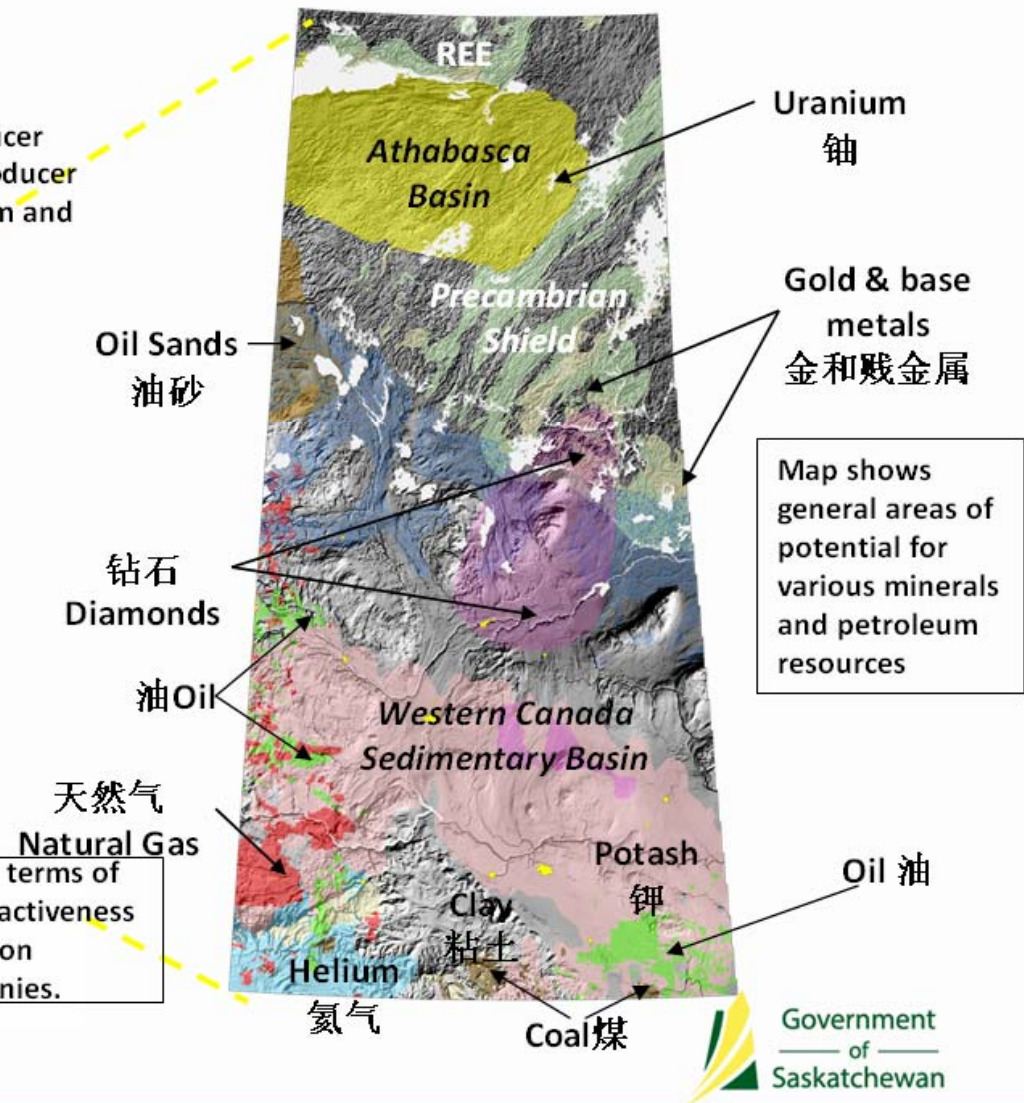 REE
Athabasca
Basin
Uranium
铀
ucer
oducer
m and
Precambrian
Shield
Gold & base
metals
金和贱金属
Oil Sands
油砂
Map shows
general areas of
potential for
various minerals
and petroleum
resources
钻石
Diamonds
油Oil
Western Canada
Sedimentary Basin
天然气
Natural Gas
terms of
activeness
on
nies.
Potash
钾
Oil 油
Clay
粘土
Helium
氦气
Coal煤
Government
of
Saskatchewan